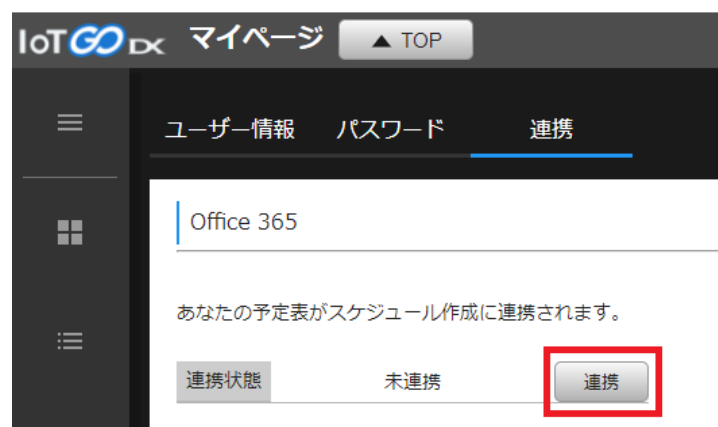 IoT GO DX マイページ ▲ TOP
ユーザー情報 パスワード 連携
Office 365
あなたの予定表がスケジュール作成に連携されます。
連携状態 未連携 連携